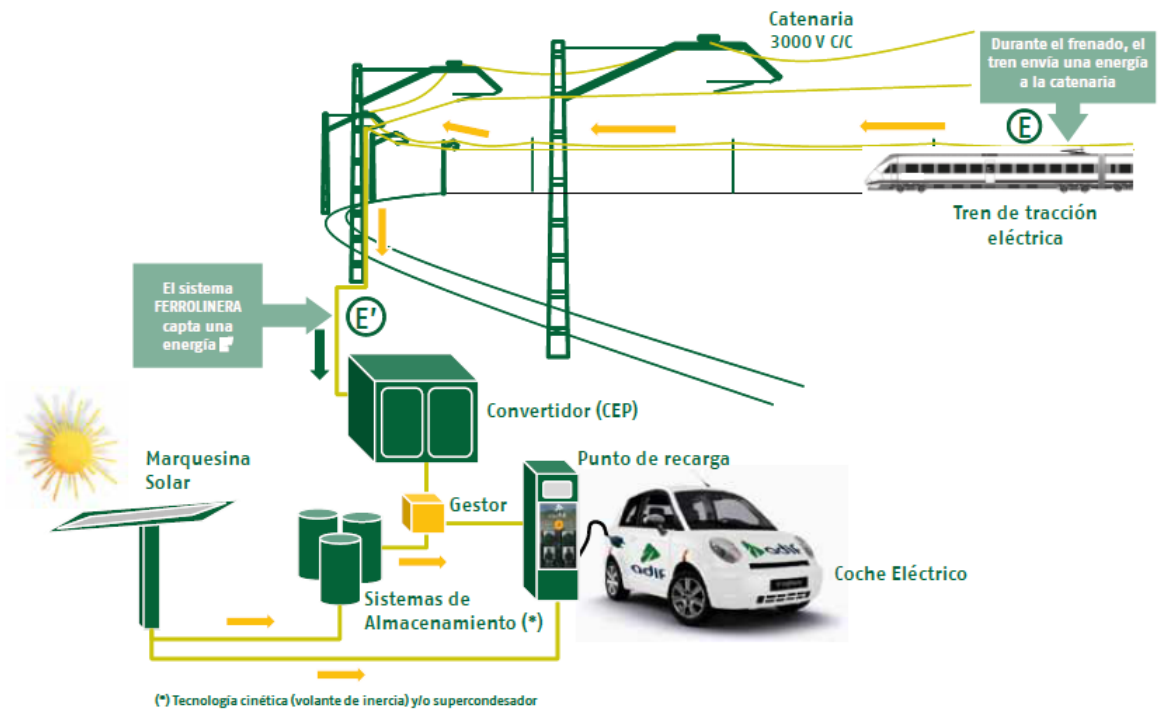 Catenaria
3000 V C/C
Durante el frenado, el
tren envía una energía
a la catenaria
E
Tren de tracción
eléctrica
El sistema
FERROLINERA
capta una
energía
E'
Convertidor (CEP)
Marquesina
Solar
Punto de recarga
Gestor
adif
adif
Coche Eléctrico
Sistemas de
Almacenamiento (*)
(*) Tecnología cinética (volante de inercia) y/o supercondesador